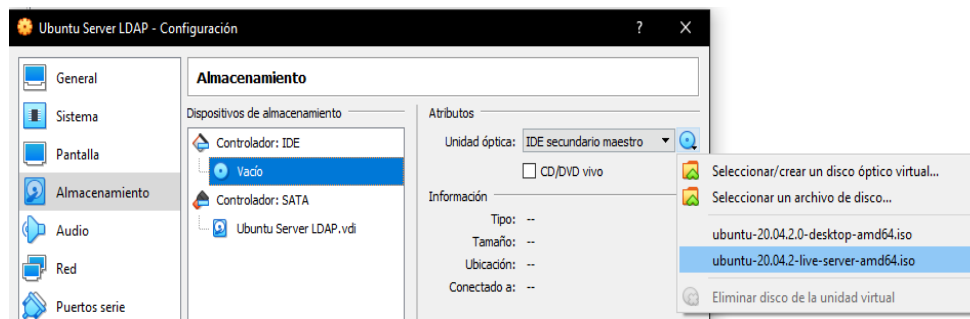 Ubuntu Server LDAP - Configuración ? X
General
Sistema
Pantalla
Almacenamiento
Audio
Red
Puertos serie
Almacenamiento
Dispositivos de almacenamiento
Controlador: IDE
Vacío
Controlador: SATA
Ubuntu Server LDAP.vdi
Atributos
Unidad óptica: IDE secundario maestro
CD/DVD vivo
Información
Tipo: --
Tamaño: --
Ubicación: --
Conectado a: --
Seleccionar/crear un disco óptico virtual...
Seleccionar un archivo de disco...
ubuntu-20.04.2.0-desktop-amd64.iso
ubuntu-20.04.2-live-server-amd64.iso
Eliminar disco de la unidad virtual